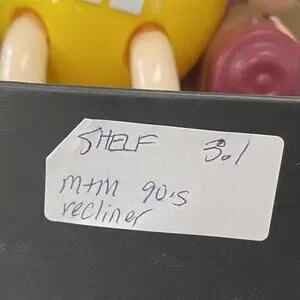 SHELF 3.1
m+m 90's
recliner